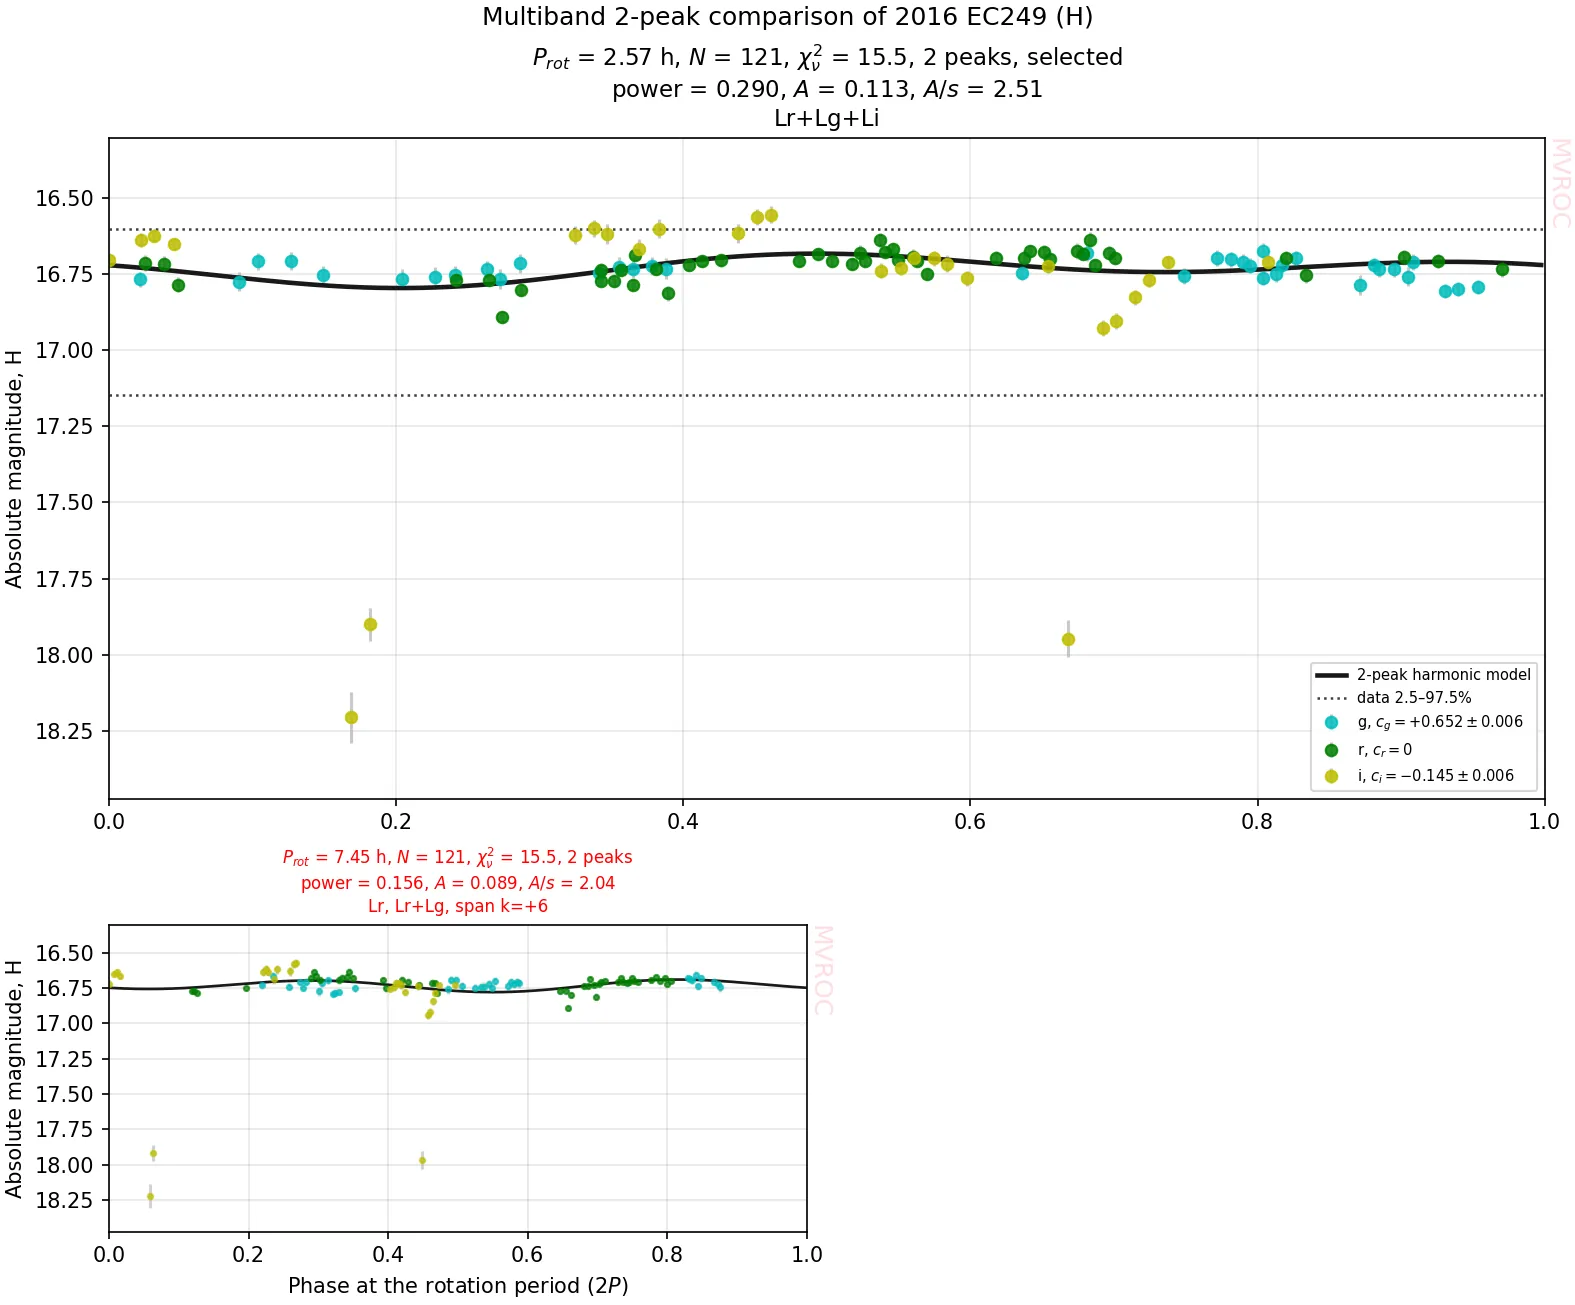 Multiband 2-peak comparison of 2016 EC249 (H)
P_rot = 2.57 h, N = 121, χ²_ν = 15.5, 2 peaks, selected
power = 0.290, A = 0.113, A/s = 2.51
Lr+Lg+Li
MVROC
16.50
16.75
17.00
17.25
17.50
17.75
18.00
18.25
Absolute magnitude, H
2-peak harmonic model
data 2.5–97.5%
g, c_g = +0.652 ± 0.006
r, c_r = 0
i, c_i = −0.145 ± 0.006
0.0 0.2 0.4 0.6 0.8 1.0
P_rot = 7.45 h, N = 121, χ²_ν = 15.5, 2 peaks
power = 0.156, A = 0.089, A/s = 2.04
Lr, Lr+Lg, span k=+6
MVROC
16.50
16.75
17.00
17.25
17.50
17.75
18.00
18.25
Absolute magnitude, H
0.0 0.2 0.4 0.6 0.8 1.0
Phase at the rotation period (2P)